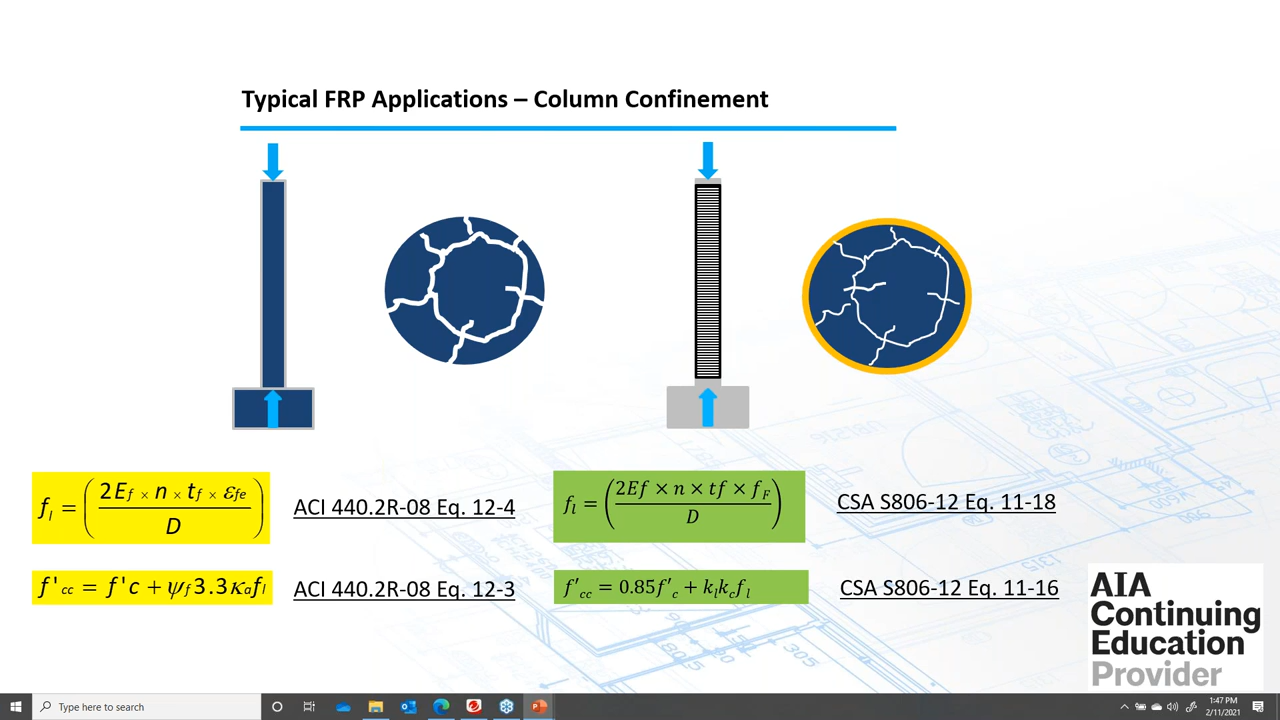 Typical FRP Applications – Column Confinement
f_l = (2E_f × n × t_f × ε_fe / D)
ACI 440.2R-08 Eq. 12-4
f_l = (2Ef × n × tf × f_F / D)
CSA S806-12 Eq. 11-18
f'_cc = f'c + ψ_f 3.3 κ_a f_l
ACI 440.2R-08 Eq. 12-3
f'_cc = 0.85f'_c + k_l k_c f_l
CSA S806-12 Eq. 11-16
AIA
Continuing
Education
Provider
Type here to search
1:47 PM
2/11/2021